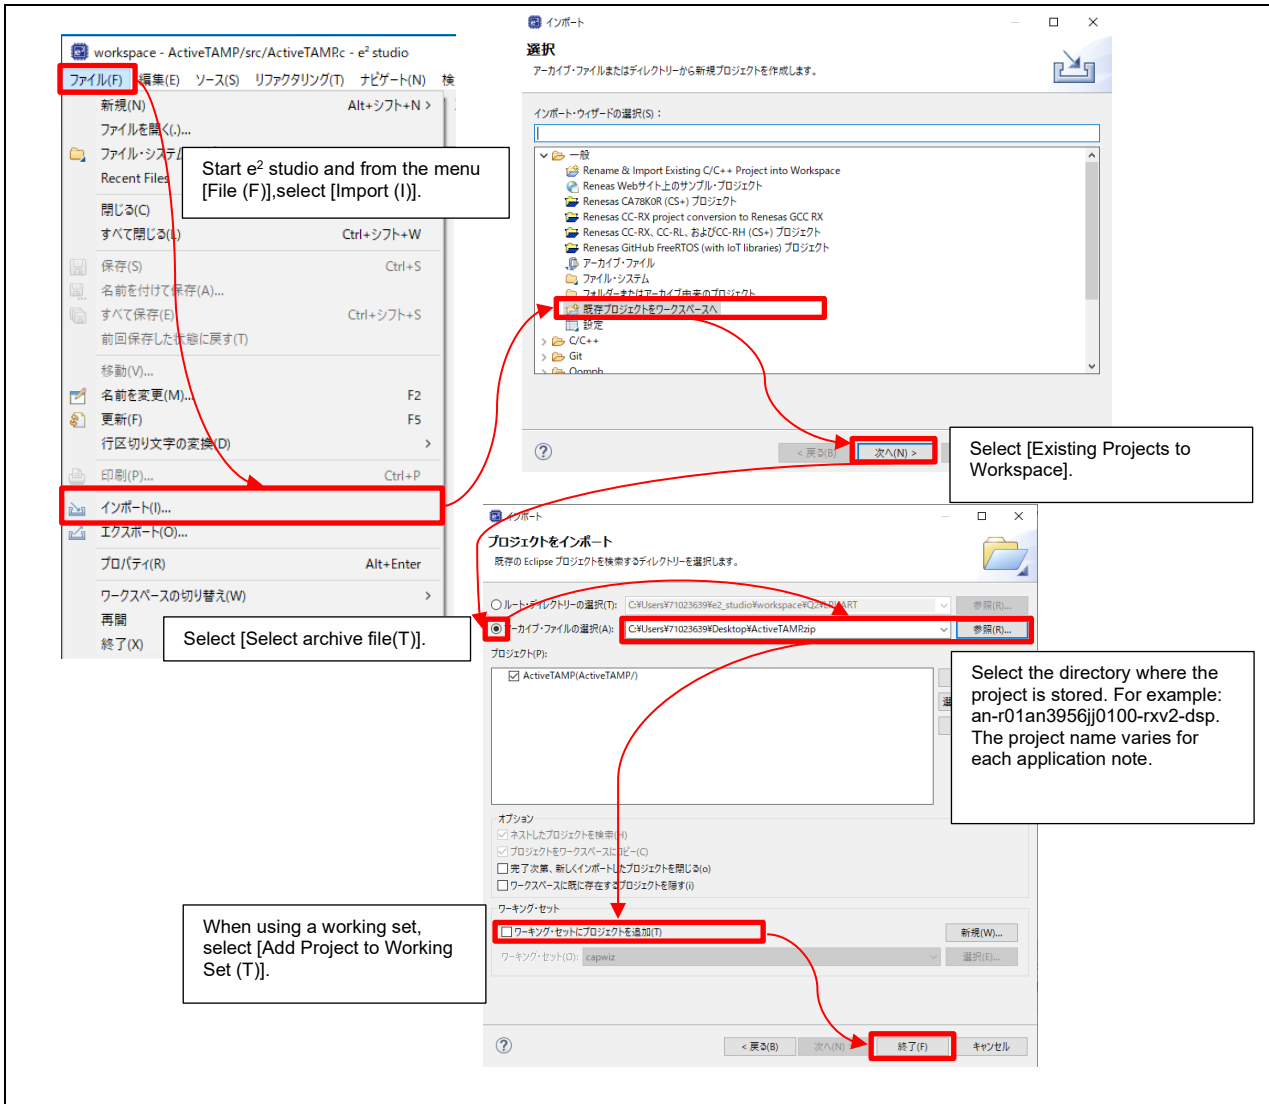 workspace - ActiveTAMP/src/ActiveTAMP.c - e² studio
ファイル(F) 編集(E) ソース(S) リファクタリング(T) ナビゲート(N) 検
新規(N) Alt+シフト+N >
ファイルを開く(.)...
ファイル・システム
Recent Files
閉じる(C)
すべて閉じる(L) Ctrl+シフト+W
保存(S) Ctrl+S
名前を付けて保存(A)...
すべて保存(E) Ctrl+シフト+S
前回保存した状態に戻す(T)
移動(V)...
名前を変更(M)... F2
更新(F) F5
行区切り文字の変換(D) >
印刷(P)... Ctrl+P
インポート(I)...
エクスポート(O)...
プロパティ(R) Alt+Enter
ワークスペースの切り替え(W) >
再開
終了(X)
Start e² studio and from the menu
[File (F)],select [Import (I)].
インポート
選択
アーカイブ・ファイルまたはディレクトリーから新規プロジェクトを作成します。
インポート・ウィザードの選択(S)：
一般
Rename & Import Existing C/C++ Project into Workspace
Reneas Webサイト上のサンプル・プロジェクト
Renesas CA78K0R (CS+) プロジェクト
Renesas CC-RX project conversion to Renesas GCC RX
Renesas CC-RX、CC-RL、およびCC-RH (CS+) プロジェクト
Renesas GitHub FreeRTOS (with IoT libraries) プロジェクト
アーカイブ・ファイル
ファイル・システム
フォルダーまたはアーカイブ由来のプロジェクト
既存プロジェクトをワークスペースへ
設定
> C/C++
> Git
> Oomph
< 戻る(B) 次へ(N) >
Select [Existing Projects to
Workspace].
インポート
プロジェクトをインポート
既存の Eclipse プロジェクトを検索するディレクトリーを選択します。
ルート・ディレクトリーの選択(T): 参照(R)...
アーカイブ・ファイルの選択(A): C:¥Users¥71023639¥Desktop¥ActiveTAMP.zip 参照(R)...
プロジェクト(P):
ActiveTAMP(ActiveTAMP/)
選
オプション
ネストしたプロジェクトを検索(H)
プロジェクトをワークスペースにコピー(C)
完了次第、新しくインポートしたプロジェクトを閉じる(o)
ワークスペースに既に存在するプロジェクトを隠す(i)
ワーキング・セット
ワーキング・セットにプロジェクトを追加(T) 新規(W)...
ワーキング・セット(O): capwiz 選択(E)...
< 戻る(B) 次へ(N) 終了(F) キャンセル
Select [Select archive file(T)].
Select the directory where the
project is stored. For example:
an-r01an3956jj0100-rxv2-dsp.
The project name varies for
each application note.
When using a working set,
select [Add Project to Working
Set (T)].